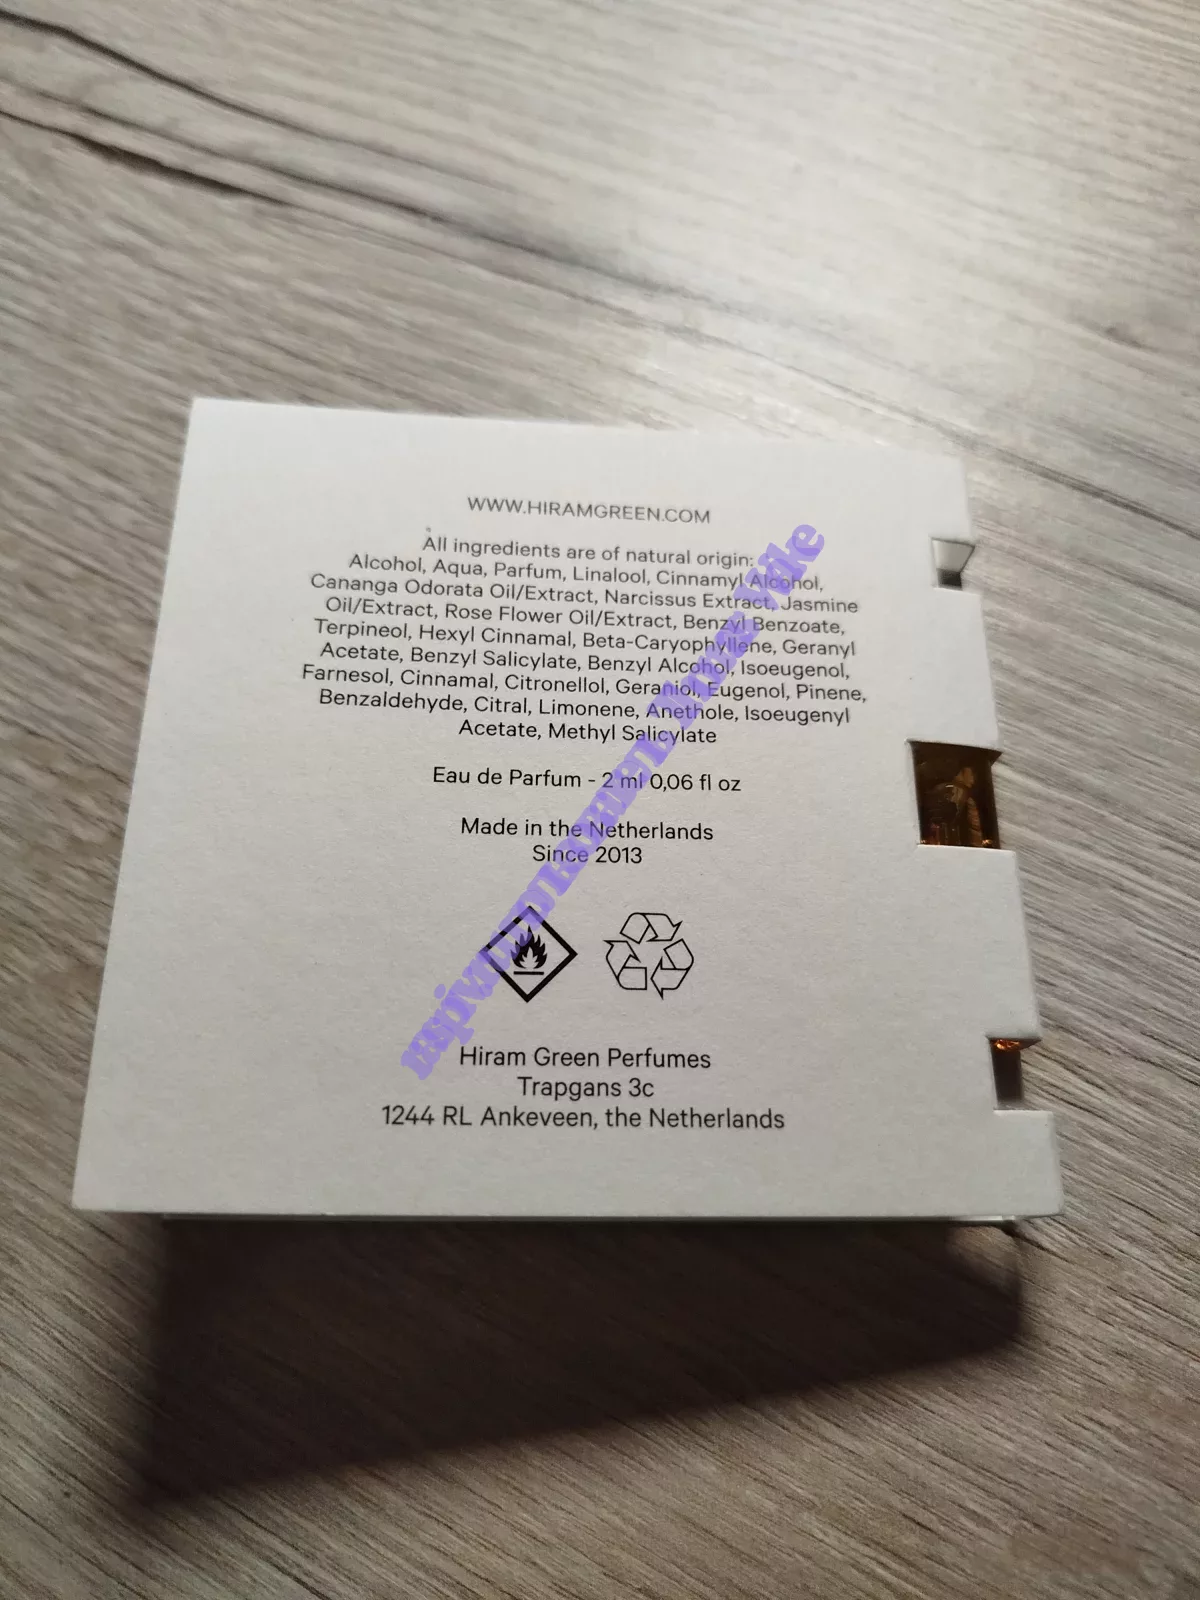 WWW.HIRAMGREEN.COM
All ingredients are of natural origin:
Alcohol, Aqua, Parfum, Linalool, Cinnamyl Alcohol,
Cananga Odorata Oil/Extract, Narcissus Extract, Jasmine
Oil/Extract, Rose Flower Oil/Extract, Benzyl Benzoate,
Terpineol, Hexyl Cinnamal, Beta-Caryophyllene, Geranyl
Acetate, Benzyl Salicylate, Benzyl Alcohol, Isoeugenol,
Farnesol, Cinnamal, Citronellol, Geraniol, Eugenol, Pinene,
Benzaldehyde, Citral, Limonene, Anethole, Isoeugenyl
Acetate, Methyl Salicylate
Eau de Parfum - 2 ml 0,06 fl oz
Made in the Netherlands
Since 2013
Hiram Green Perfumes
Trapgans 3c
1244 RL Ankeveen, the Netherlands